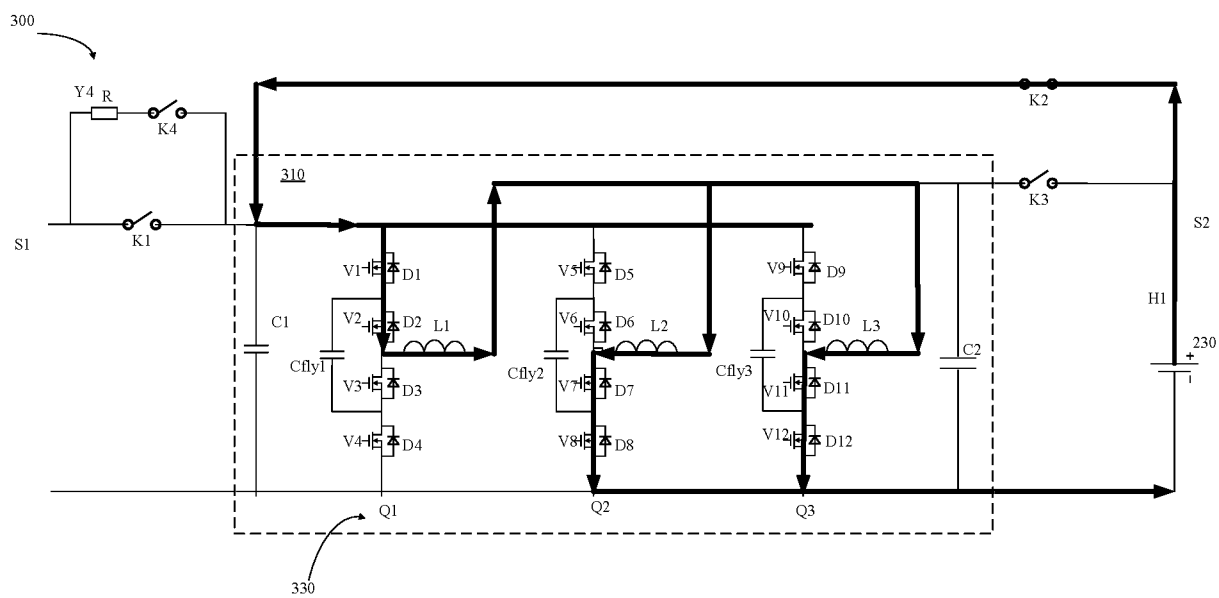 300
Y4
R
K4
K2
310
K3
S1
K1
S2
V1
D1
V5
D5
V9
D9
H1
C1
V2
D2
L1
V6
D6
L2
V10
D10
L3
C2
230
+
-
Cfly1
Cfly2
Cfly3
V3
D3
V7
D7
V11
D11
V4
D4
V8
D8
V12
D12
Q1
Q2
Q3
330